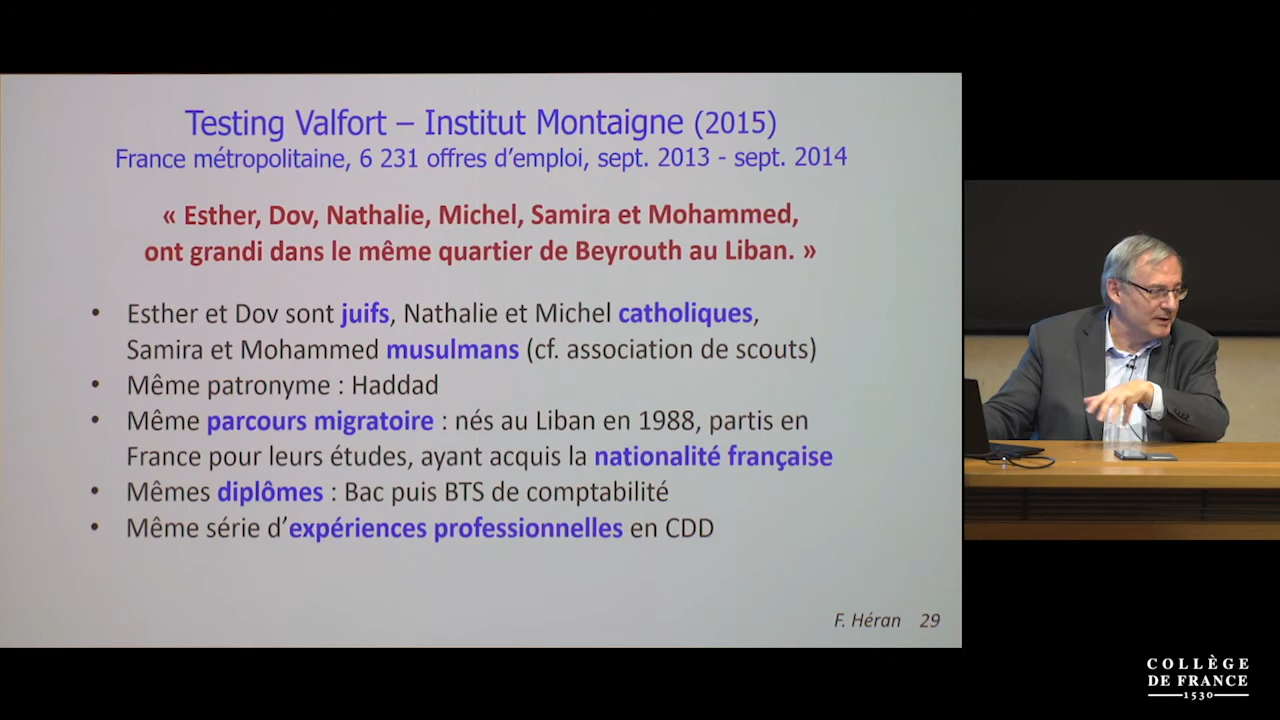 Testing Valfort – Institut Montaigne (2015)
France métropolitaine, 6 231 offres d’emploi, sept. 2013 - sept. 2014
« Esther, Dov, Nathalie, Michel, Samira et Mohammed,
ont grandi dans le même quartier de Beyrouth au Liban. »
• Esther et Dov sont juifs, Nathalie et Michel catholiques,
Samira et Mohammed musulmans (cf. association de scouts)
• Même patronyme : Haddad
• Même parcours migratoire : nés au Liban en 1988, partis en
France pour leurs études, ayant acquis la nationalité française
• Mêmes diplômes : Bac puis BTS de comptabilité
• Même série d’expériences professionnelles en CDD
F. Héran 29
COLLÈGE
DE FRANCE
1530